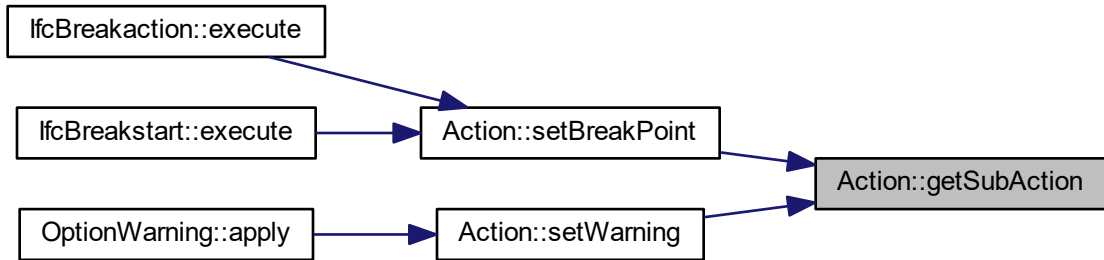 IfcBreakaction::execute
IfcBreakstart::execute
Action::setBreakPoint
Action::getSubAction
OptionWarning::apply
Action::setWarning